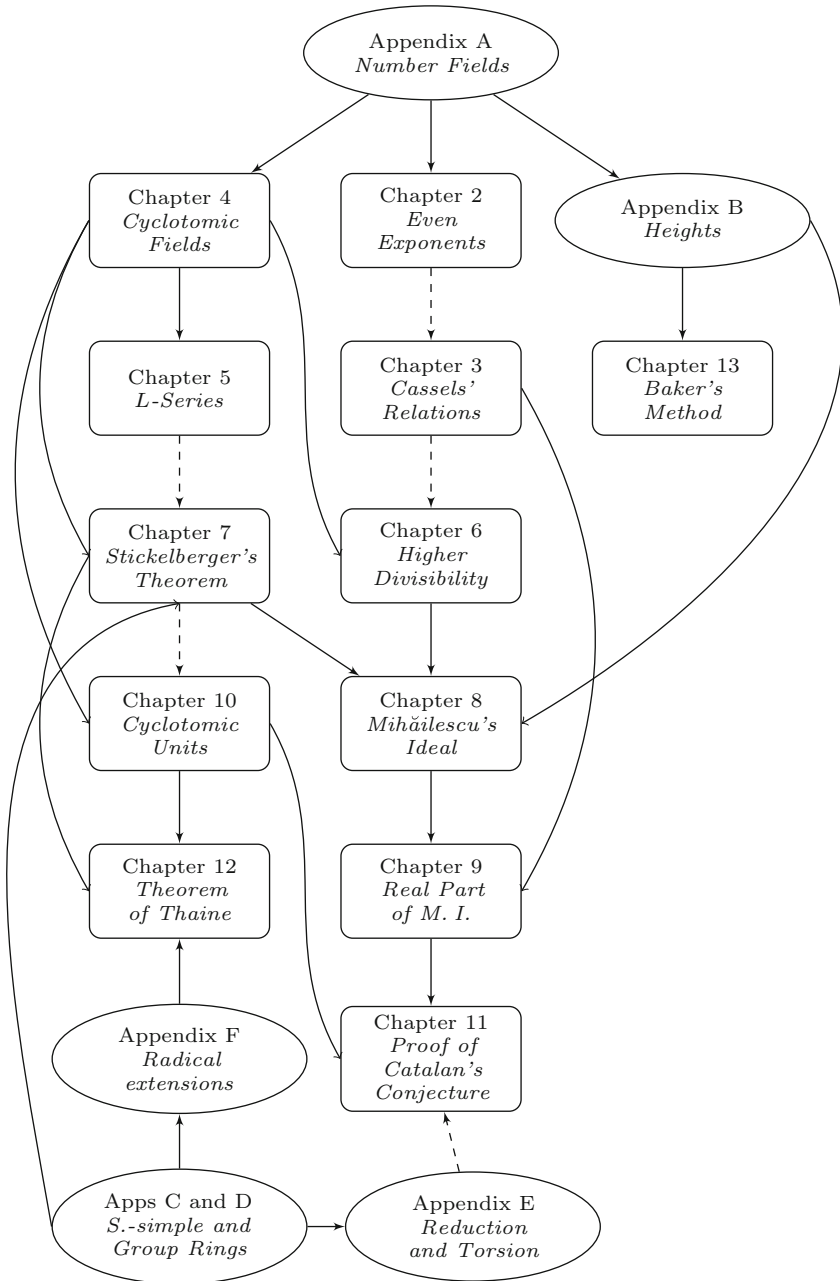 Appendix A
Number Fields
Chapter 4
Cyclotomic
Fields
Chapter 2
Even
Exponents
Appendix B
Heights
Chapter 5
L-Series
Chapter 3
Cassels'
Relations
Chapter 13
Baker's
Method
Chapter 7
Stickelberger's
Theorem
Chapter 6
Higher
Divisibility
Chapter 10
Cyclotomic
Units
Chapter 8
Mihăilescu's
Ideal
Chapter 12
Theorem
of Thaine
Chapter 9
Real Part
of M. I.
Appendix F
Radical
extensions
Chapter 11
Proof of
Catalan's
Conjecture
Apps C and D
S.-simple and
Group Rings
Appendix E
Reduction
and Torsion